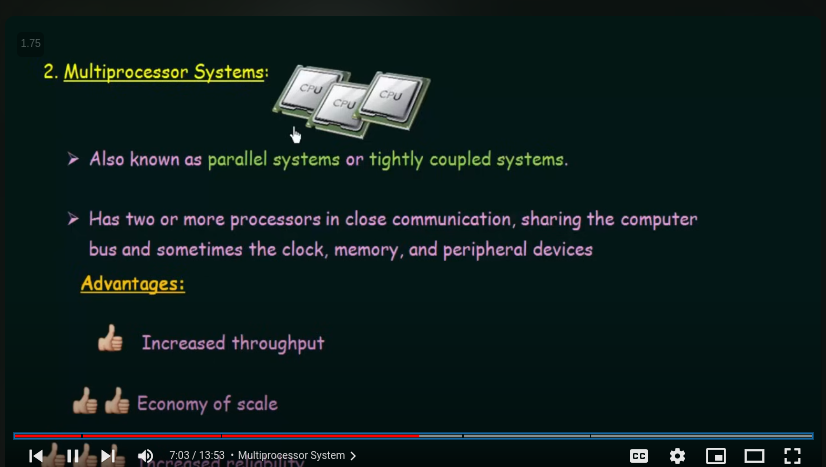 1.75
2. Multiprocessor Systems:
CPU CPU CPU
➢ Also known as parallel systems or tightly coupled systems.
➢ Has two or more processors in close communication, sharing the computer
bus and sometimes the clock, memory, and peripheral devices
Advantages:
Increased throughput
Economy of scale
Increased reliability
7:03 / 13:53 • Multiprocessor System
CC